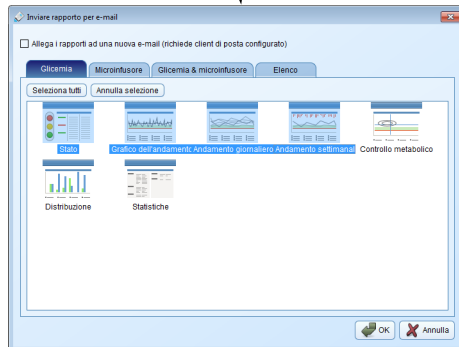 Inviare rapporto per e-mail
Allega i rapporti ad una nuova e-mail (richiede client di posta configurato)
Glicemia Microinfusore Glicemia & microinfusore Elenco
Seleziona tutti Annulla selezione
Stato Grafico dell'andamento Andamento giornaliero Andamento settimanal Controllo metabolico
Distribuzione Statistiche
OK Annulla